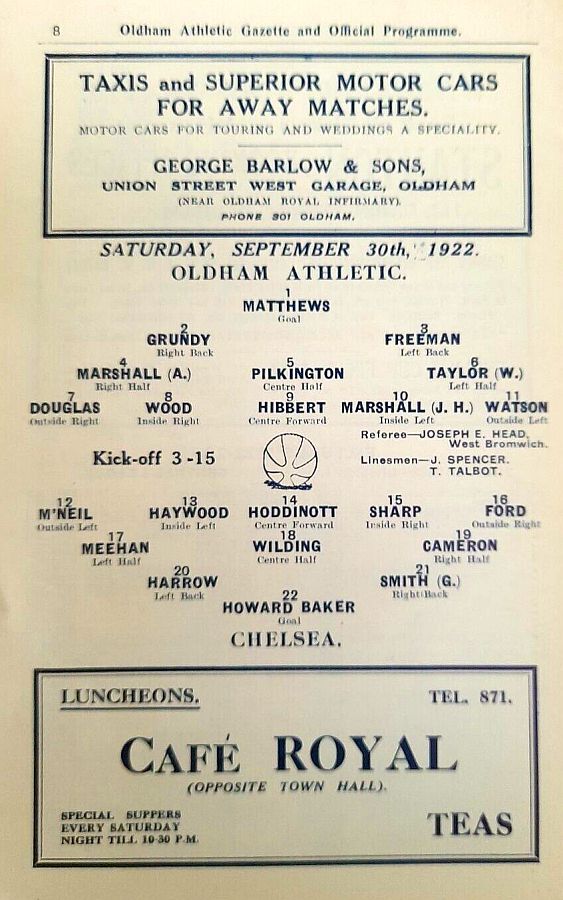 8 Oldham Athletic Gazette and Official Programme.
TAXIS and SUPERIOR MOTOR CARS
FOR AWAY MATCHES.
MOTOR CARS FOR TOURING AND WEDDINGS A SPECIALITY.
GEORGE BARLOW & SONS,
UNION STREET WEST GARAGE, OLDHAM
(NEAR OLDHAM ROYAL INFIRMARY).
PHONE 301 OLDHAM.
SATURDAY, SEPTEMBER 30th, 1922.
OLDHAM ATHLETIC.
1
MATTHEWS
Goal
2 3
GRUNDY FREEMAN
Right Back Left Back
4 5 6
MARSHALL (A.) PILKINGTON TAYLOR (W.)
Right Half Centre Half Left Half
7 8 9 10 11
DOUGLAS WOOD HIBBERT MARSHALL (J. H.) WATSON
Outside Right Inside Right Centre Forward Inside Left Outside Left
Referee—JOSEPH E. HEAD,
West Bromwich.
Kick-off 3-15
Linesmen—J. SPENCER.
T. TALBOT.
12 13 14 15 16
M'NEIL HAYWOOD HODDINOTT SHARP FORD
Outside Left Inside Left Centre Forward Inside Right Outside Right
17 18 19
MEEHAN WILDING CAMERON
Left Half Centre Half Right Half
20 21
HARROW SMITH (G.)
Left Back Right Back
22
HOWARD BAKER
Goal
CHELSEA.
LUNCHEONS. TEL. 871.
CAFÉ ROYAL
(OPPOSITE TOWN HALL).
SPECIAL SUPPERS
EVERY SATURDAY
NIGHT TILL 10-30 P.M.
TEAS